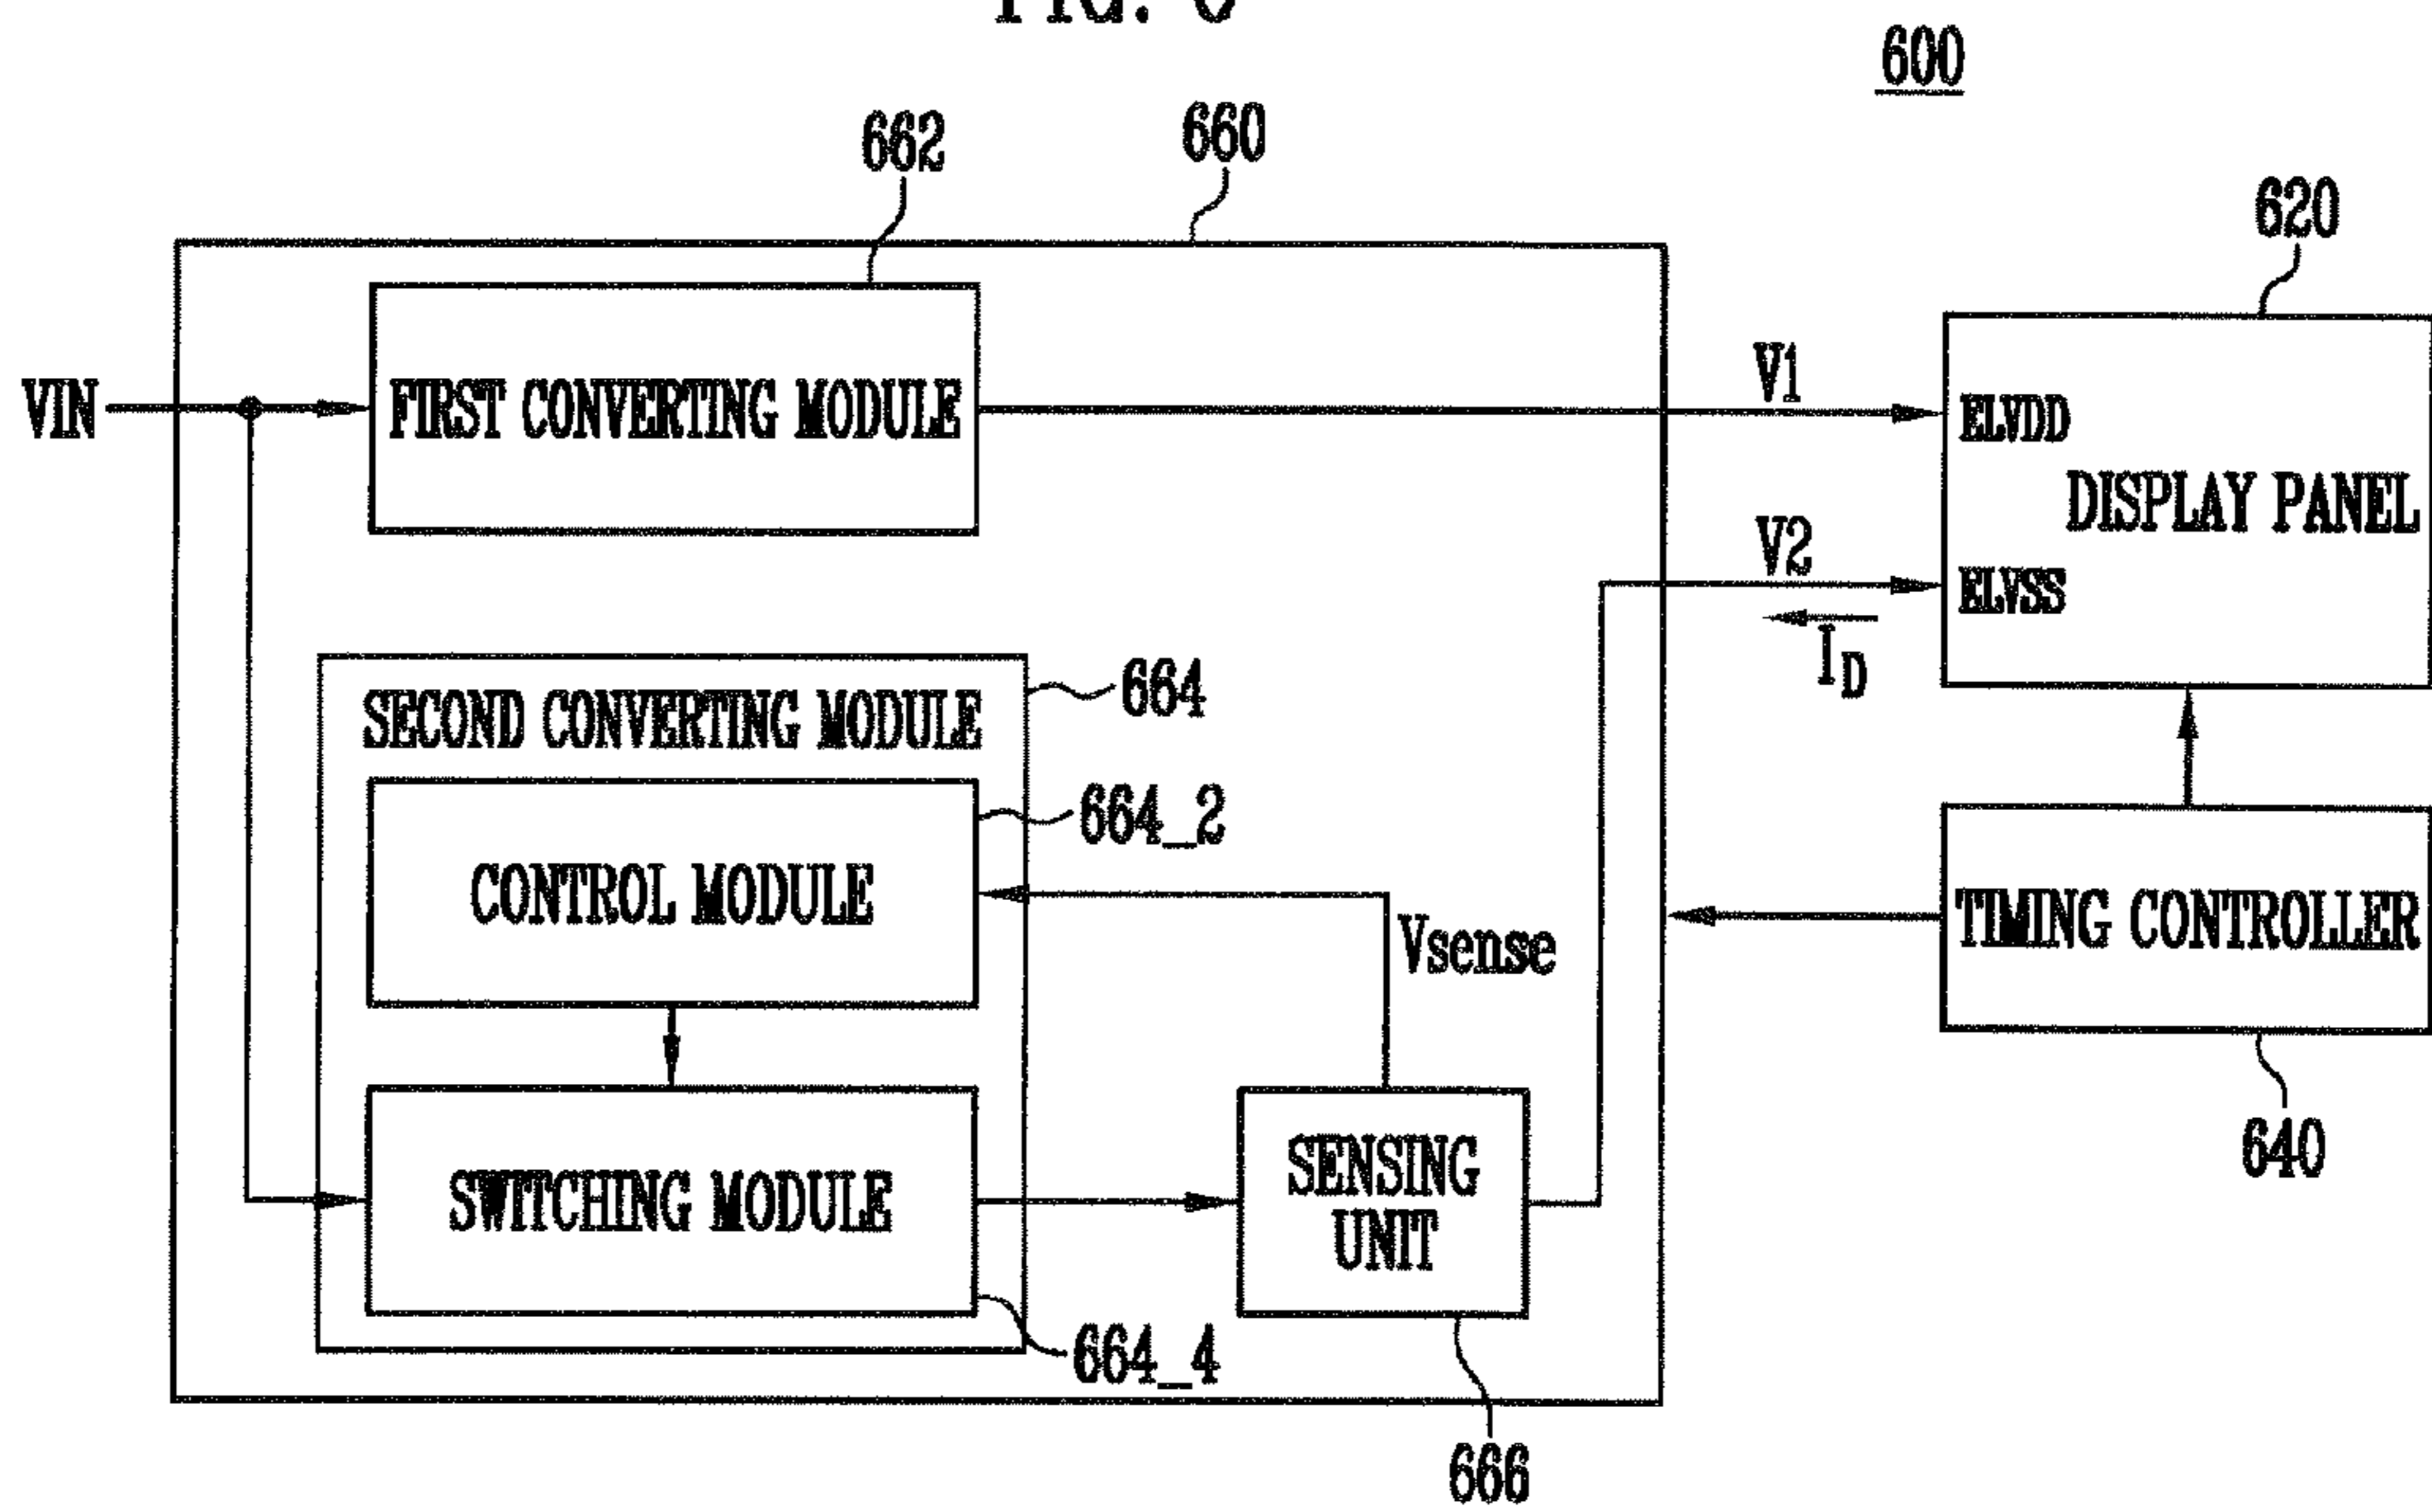 600
662
660
620
VIN
FIRST CONVERTING MODULE
V1
ELVDD
DISPLAY PANEL
V2
ELVSS
ID
SECOND CONVERTING MODULE
664
664_2
CONTROL MODULE
Vsense
TIMING CONTROLLER
640
SWITCHING MODULE
SENSING
UNIT
664_4
666